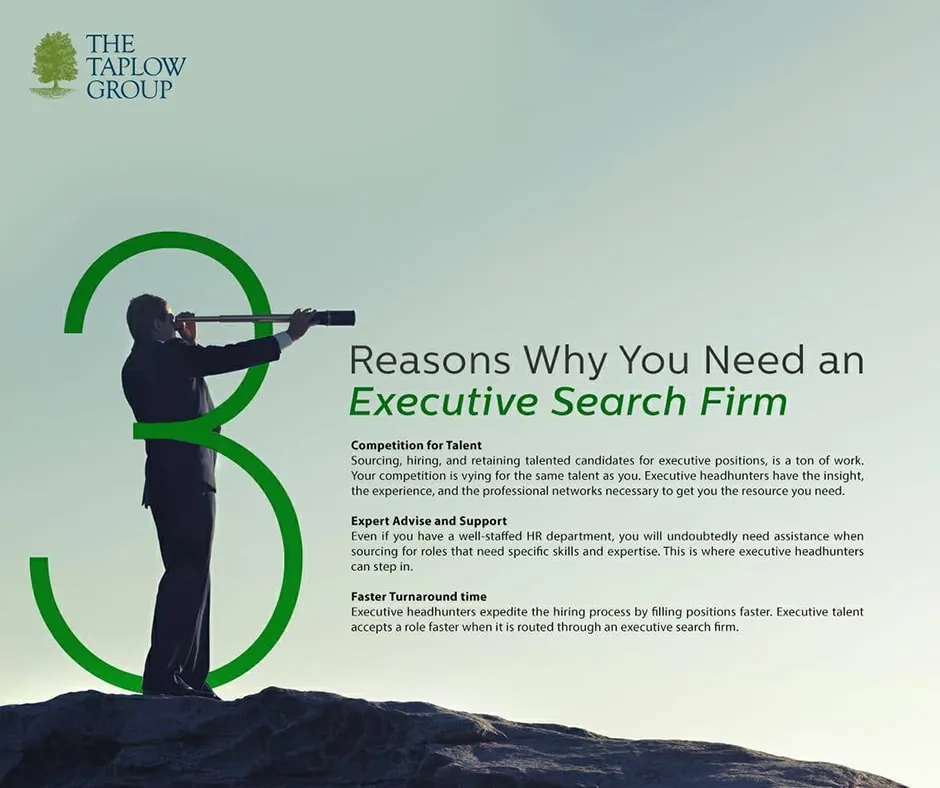 THE
TAPLOW
GROUP
3
Reasons Why You Need an
Executive Search Firm
Competition for Talent
Sourcing, hiring, and retaining talented candidates for executive positions, is a ton of work.
Your competition is vying for the same talent as you. Executive headhunters have the insight,
the experience, and the professional networks necessary to get you the resource you need.
Expert Advise and Support
Even if you have a well-staffed HR department, you will undoubtedly need assistance when
sourcing for roles that need specific skills and expertise. This is where executive headhunters
can step in.
Faster Turnaround time
Executive headhunters expedite the hiring process by filling positions faster. Executive talent
accepts a role faster when it is routed through an executive search firm.